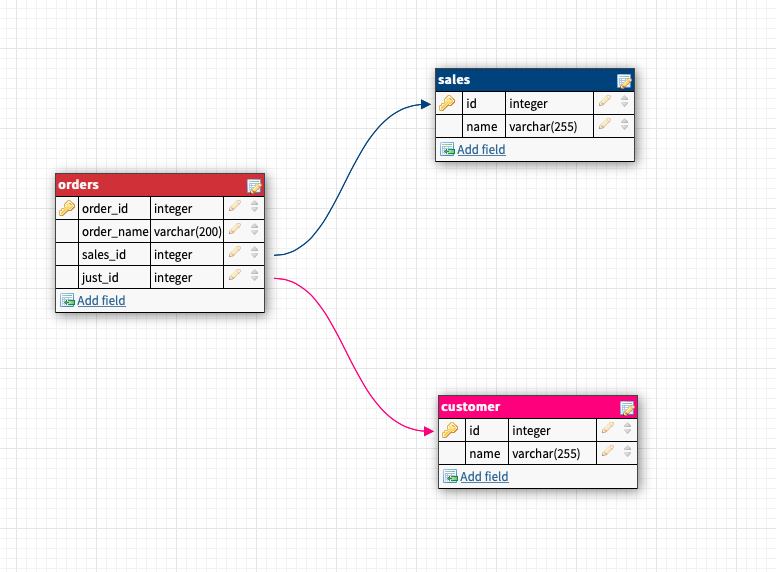 sales
id integer
name varchar(255)
Add field
orders
order_id integer
order_name varchar(200)
sales_id integer
just_id integer
Add field
customer
id integer
name varchar(255)
Add field